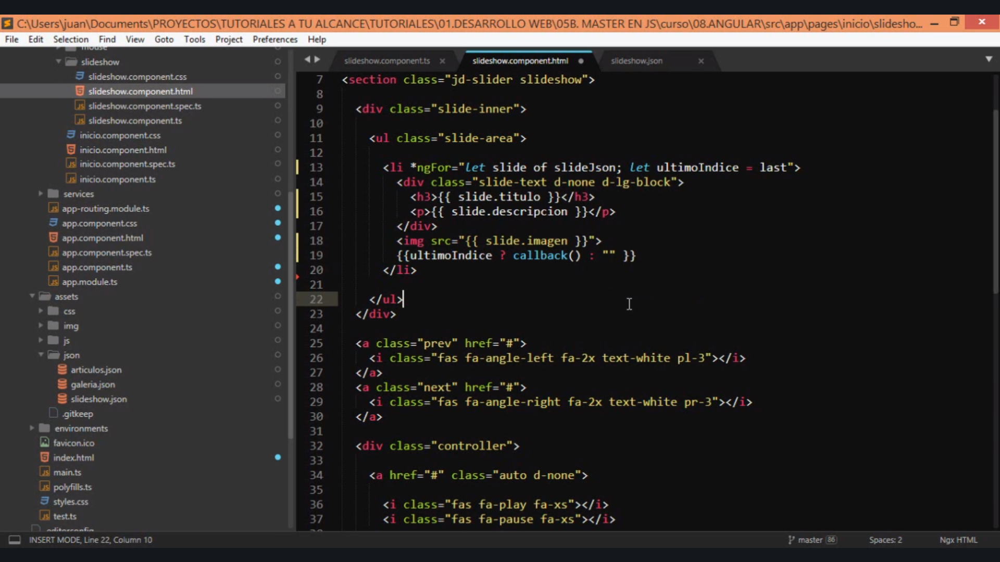 C:\Users\juan\Documents\PROYECTOS\TUTORIALES A TU ALCANCE\TUTORIALES\01.DESARROLLO WEB\05B. MASTER EN JS\curso\08.ANGULAR\src\app\pages\inicio\slidesho...
File Edit Selection Find View Goto Tools Project Preferences Help
mouse
slideshow
slideshow.component.css
slideshow.component.html
slideshow.component.spec.ts
slideshow.component.ts
inicio.component.css
inicio.component.html
inicio.component.spec.ts
inicio.component.ts
services
app-routing.module.ts
app.component.css
app.component.html
app.component.spec.ts
app.component.ts
app.module.ts
assets
css
img
js
json
articulos.json
galeria.json
slideshow.json
.gitkeep
environments
favicon.ico
index.html
main.ts
polyfills.ts
styles.css
test.ts
.editorconfig
slideshow.component.ts slideshow.component.html slideshow.json
7 <section class="jd-slider slideshow">
8
9 <div class="slide-inner">
10
11 <ul class="slide-area">
12
13 <li *ngFor="let slide of slideJson; let ultimoIndice = last">
14 <div class="slide-text d-none d-lg-block">
15 <h3>{{ slide.titulo }}</h3>
16 <p>{{ slide.descripcion }}</p>
17 </div>
18 <img src="{{ slide.imagen }}">
19 {{ultimoIndice ? callback() : "" }}
20 </li>
21
22 </ul>
23 </div>
24
25 <a class="prev" href="#">
26 <i class="fas fa-angle-left fa-2x text-white pl-3"></i>
27 </a>
28 <a class="next" href="#">
29 <i class="fas fa-angle-right fa-2x text-white pr-3"></i>
30 </a>
31
32 <div class="controller">
33
34 <a href="#" class="auto d-none">
35
36 <i class="fas fa-play fa-xs"></i>
37 <i class="fas fa-pause fa-xs"></i>
INSERT MODE, Line 22, Column 10 master 86 Spaces: 2 Ngx HTML